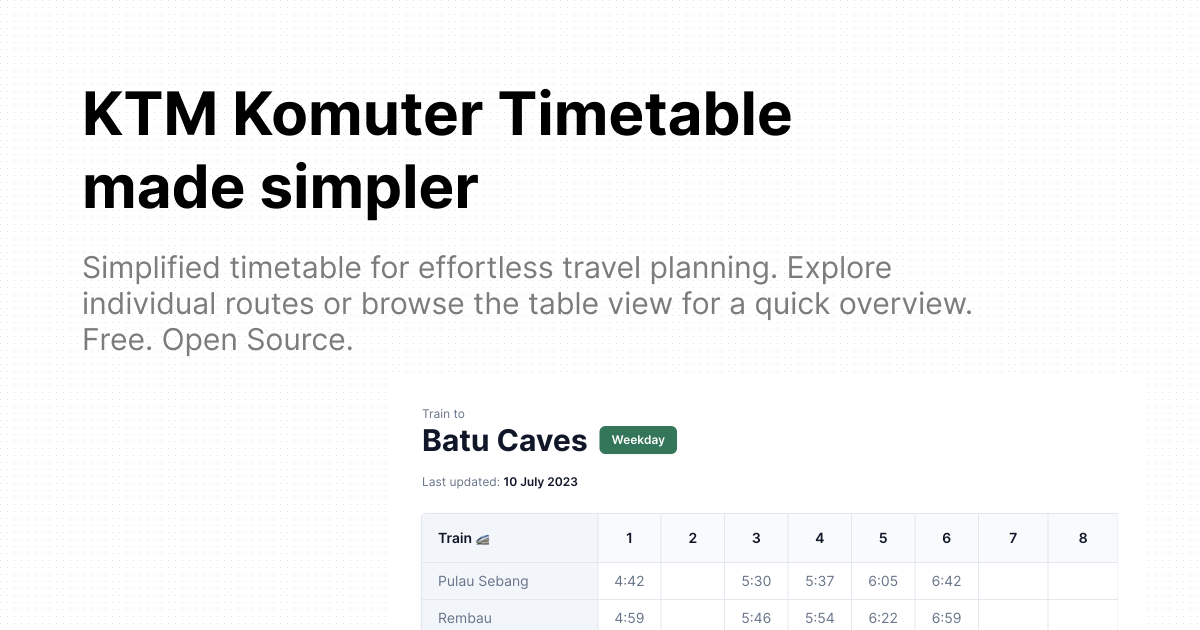 KTM Komuter Timetable
made simpler
Simplified timetable for effortless travel planning. Explore
individual routes or browse the table view for a quick overview.
Free. Open Source.
Train to
Batu Caves Weekday
Last updated: 10 July 2023
Train 1 2 3 4 5 6 7 8
Pulau Sebang 4:42 5:30 5:37 6:05 6:42
Rembau 4:59 5:46 5:54 6:22 6:59